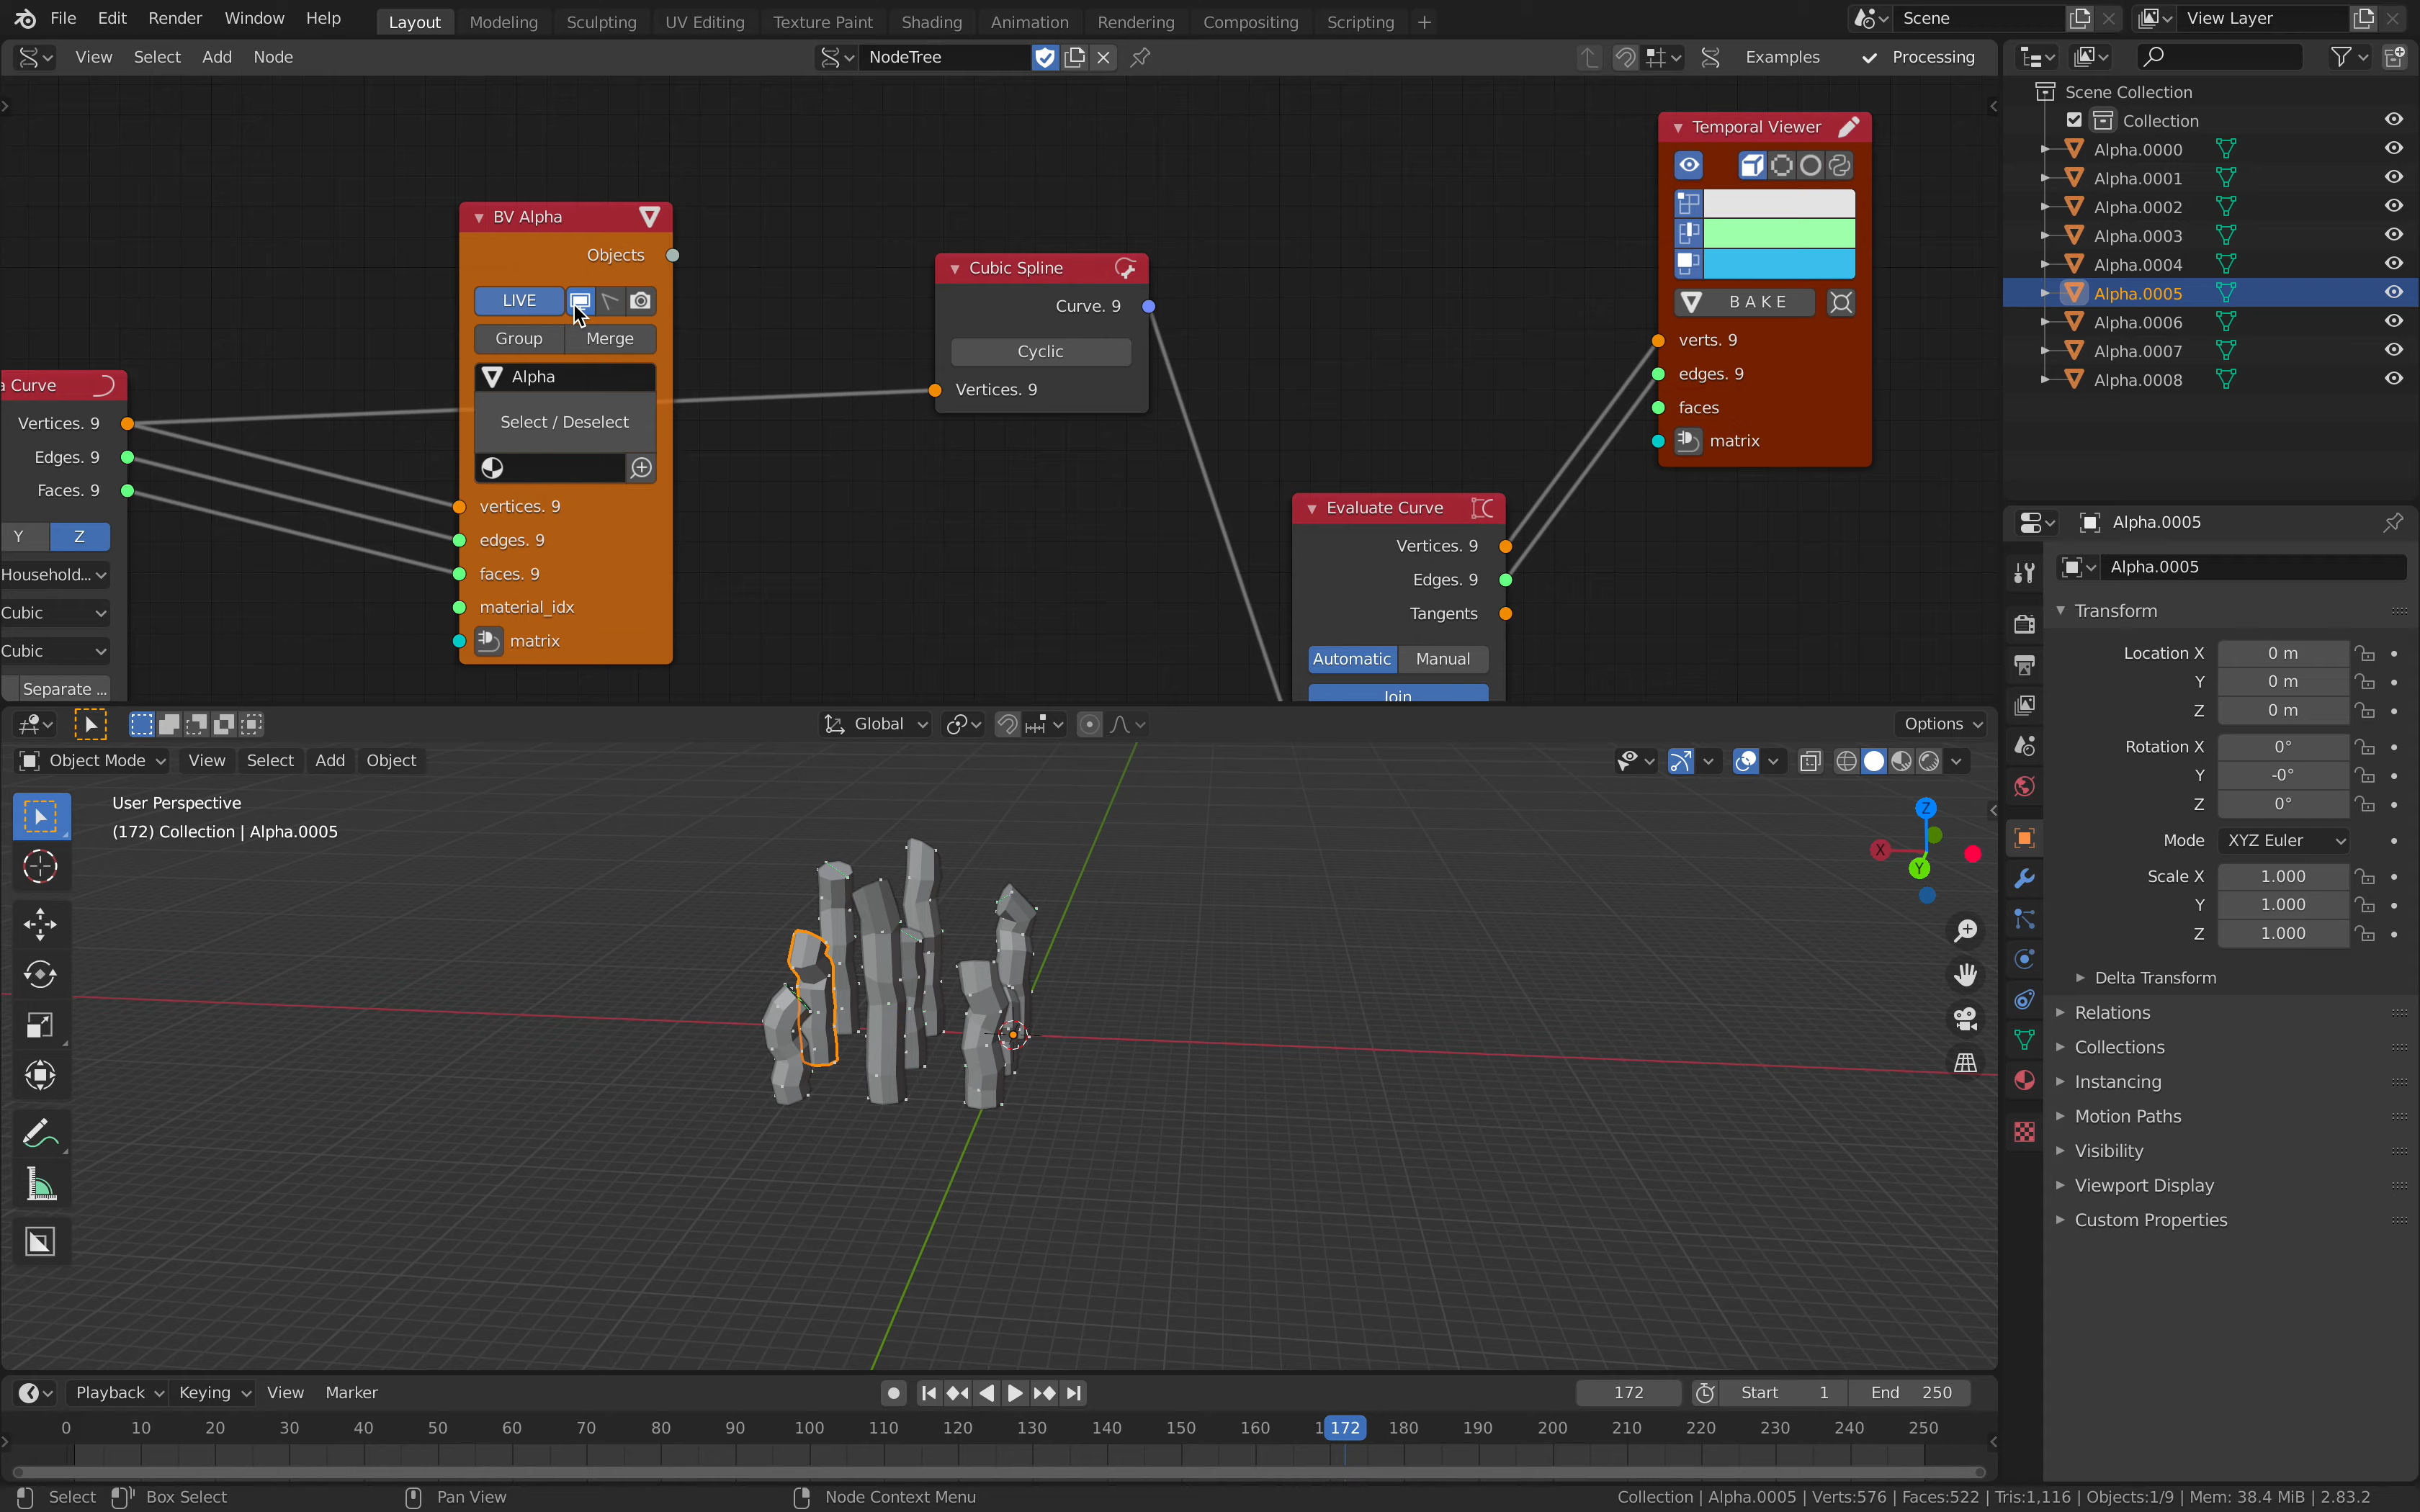 File Edit Render Window Help Layout Modeling Sculpting UV Editing Texture Paint Shading Animation Rendering Compositing Scripting + Scene View Layer
View Select Add Node NodeTree Examples Processing
Scene Collection
Collection
Alpha.0000
Alpha.0001
Alpha.0002
Alpha.0003
Alpha.0004
Alpha.0005
Alpha.0006
Alpha.0007
Alpha.0008
a Curve
Vertices. 9
Edges. 9
Faces. 9
Y Z
Household...
Cubic
Cubic
Separate ...
BV Alpha
Objects
LIVE
Group Merge
Alpha
Select / Deselect
vertices. 9
edges. 9
faces. 9
material_idx
matrix
Cubic Spline
Curve. 9
Cyclic
Vertices. 9
Evaluate Curve
Vertices. 9
Edges. 9
Tangents
Automatic Manual
Join
Temporal Viewer
B A K E
verts. 9
edges. 9
faces
matrix
Global Options
Object Mode View Select Add Object
User Perspective
(172) Collection | Alpha.0005
Z
X
Y
Alpha.0005
Alpha.0005
Transform
Location X 0 m
Y 0 m
Z 0 m
Rotation X 0°
Y -0°
Z 0°
Mode XYZ Euler
Scale X 1.000
Y 1.000
Z 1.000
Delta Transform
Relations
Collections
Instancing
Motion Paths
Visibility
Viewport Display
Custom Properties
Playback Keying View Marker 172 Start 1 End 250
0 10 20 30 40 50 60 70 80 90 100 110 120 130 140 150 160 1 172 180 190 200 210 220 230 240 250
Select Box Select Pan View Node Context Menu Collection | Alpha.0005 | Verts:576 | Faces:522 | Tris:1,116 | Objects:1/9 | Mem: 38.4 MiB | 2.83.2